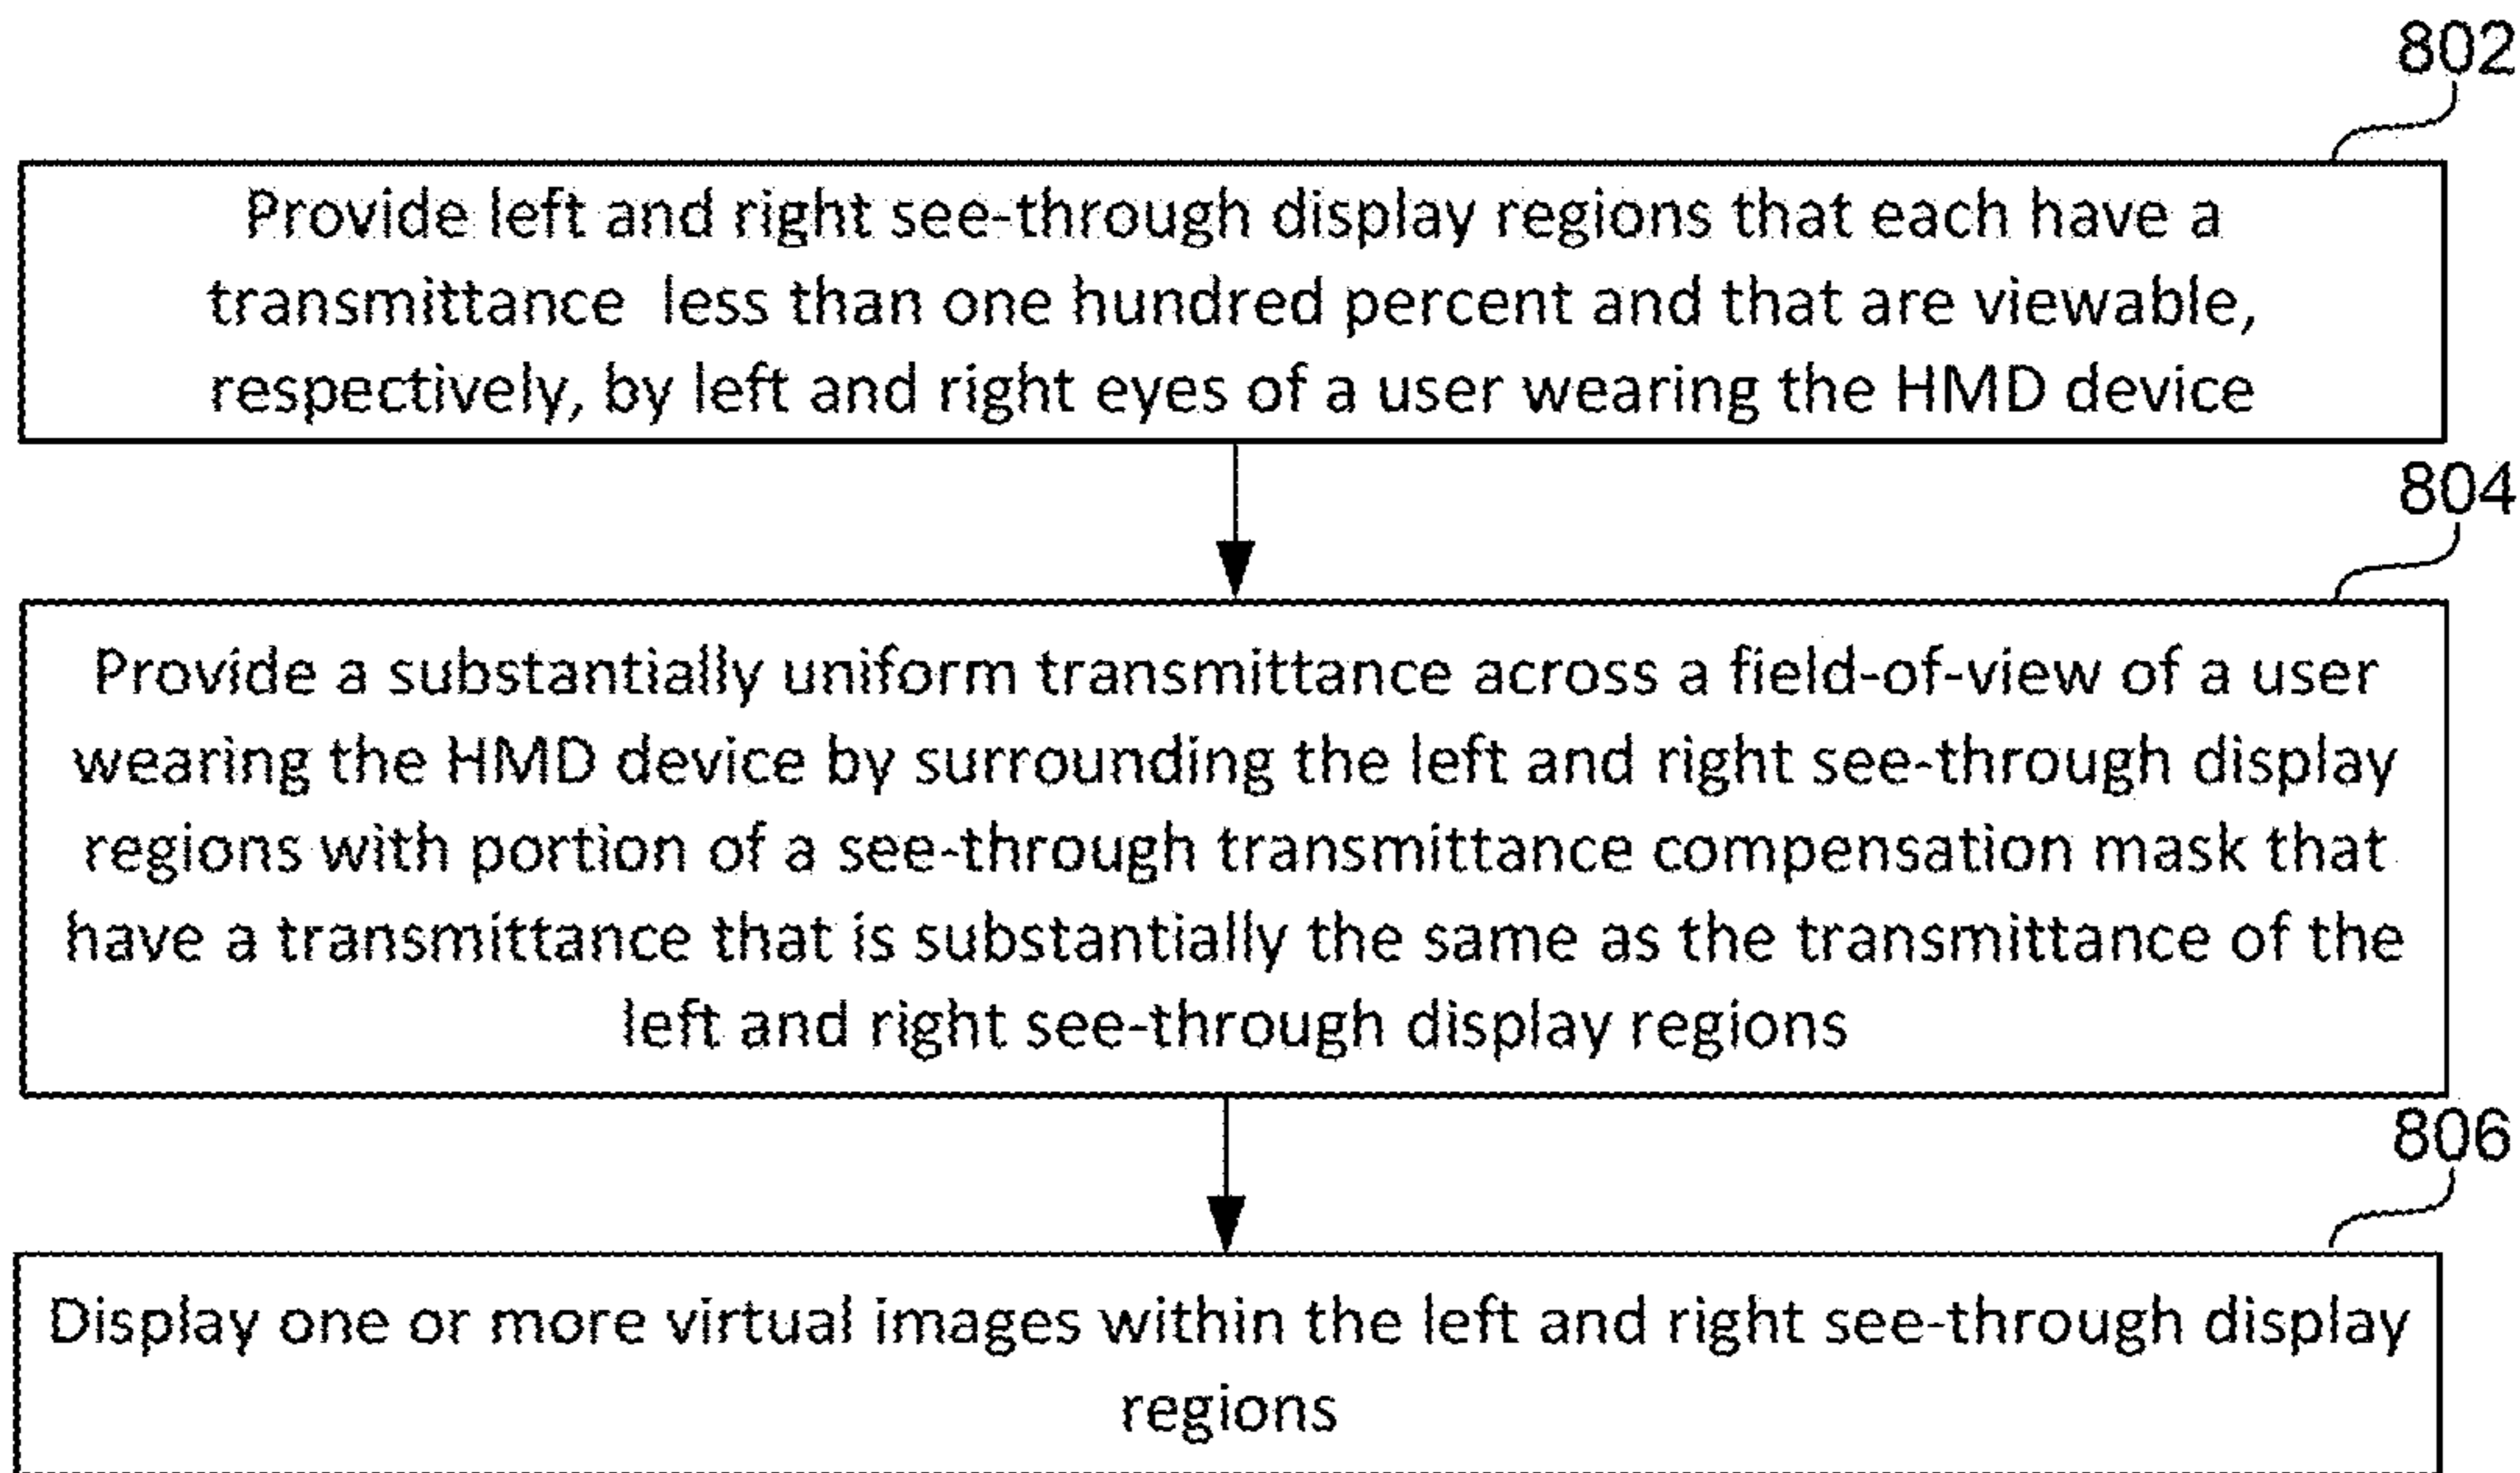 802
Provide left and right see-through display regions that each have a
transmittance less than one hundred percent and that are viewable,
respectively, by left and right eyes of a user wearing the HMD device
804
Provide a substantially uniform transmittance across a field-of-view of a user
wearing the HMD device by surrounding the left and right see-through display
regions with portion of a see-through transmittance compensation mask that
have a transmittance that is substantially the same as the transmittance of the
left and right see-through display regions
806
Display one or more virtual images within the left and right see-through display
regions